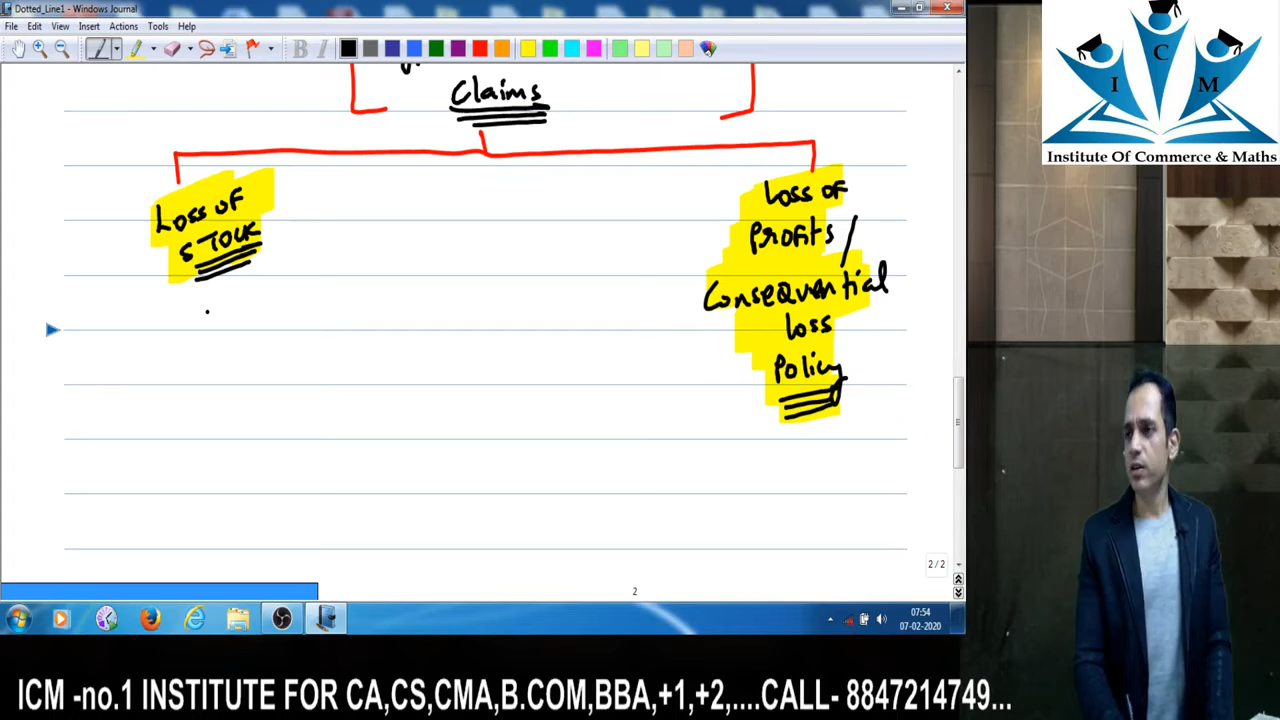 Dotted_Line1 - Windows Journal
File Edit View Insert Actions Tools Help
B I
Claims
Loss of
STOCK
Loss of
Profits /
Consequential
loss
Policy
2 / 2
2
07:54
07-02-2020
I C M
Institute Of Commerce & Maths
ICM -no.1 INSTITUTE FOR CA,CS,CMA,B.COM,BBA,+1,+2,....CALL- 8847214749...